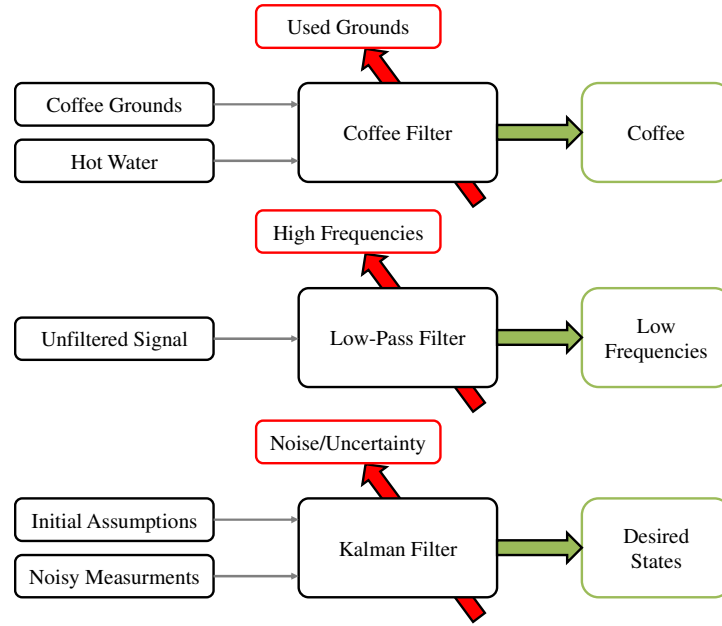 Used Grounds
Coffee Grounds
Hot Water
Coffee Filter
Coffee
High Frequencies
Unfiltered Signal
Low-Pass Filter
Low
Frequencies
Noise/Uncertainty
Initial Assumptions
Noisy Measurments
Kalman Filter
Desired
States